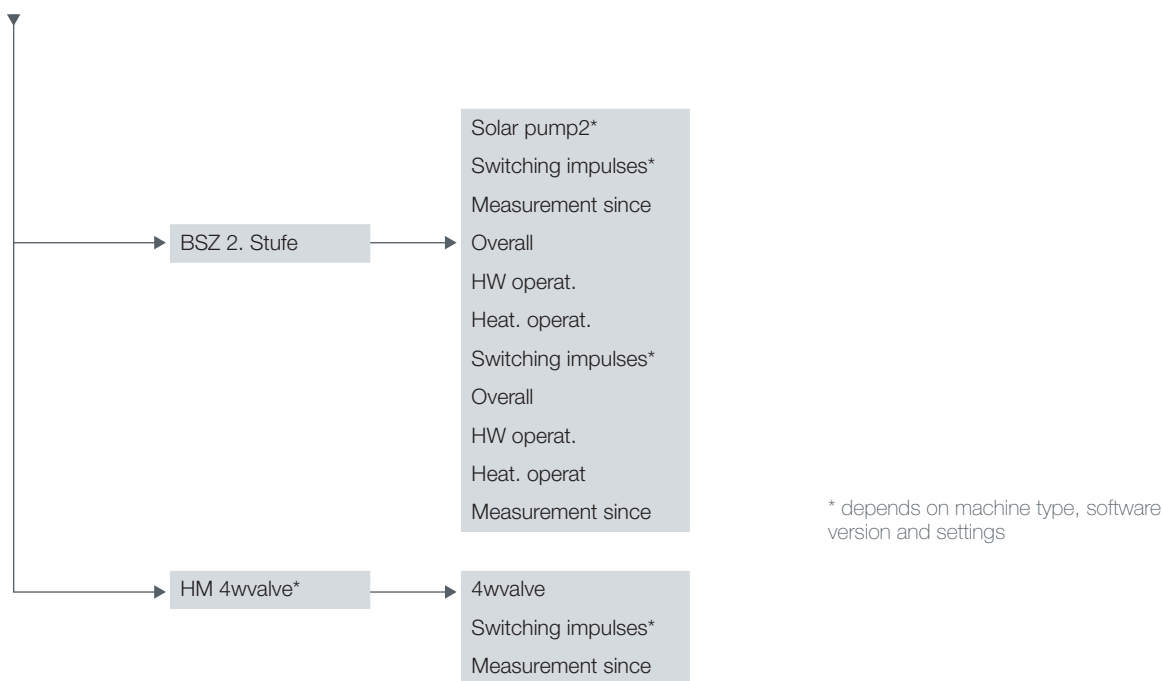 Solar pump2*
Switching impulses*
Measurement since
BSZ 2. Stufe
Overall
HW operat.
Heat. operat.
Switching impulses*
Overall
HW operat.
Heat. operat
Measurement since
* depends on machine type, software
version and settings
HM 4wvalve*
4wvalve
Switching impulses*
Measurement since